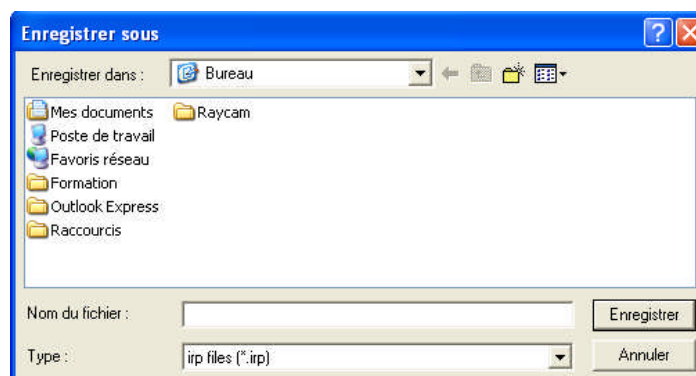 Enregistrer sous
Enregistrer dans :
Bureau
Mes documents
Raycam
Poste de travail
Favoris réseau
Formation
Outlook Express
Raccourcis
Nom du fichier :
Enregistrer
Type :
irp files (*.irp)
Annuler